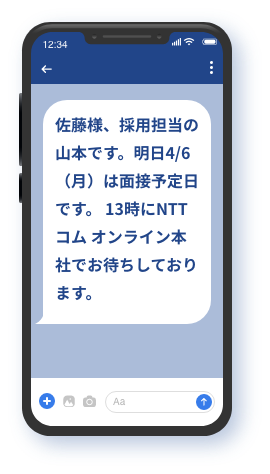 12:34
佐藤様、採用担当の
山本です。明日4/6
（月）は面接予定日
です。 13時にNTT
コム オンライン本
社でお待ちしており
ます。
Aa